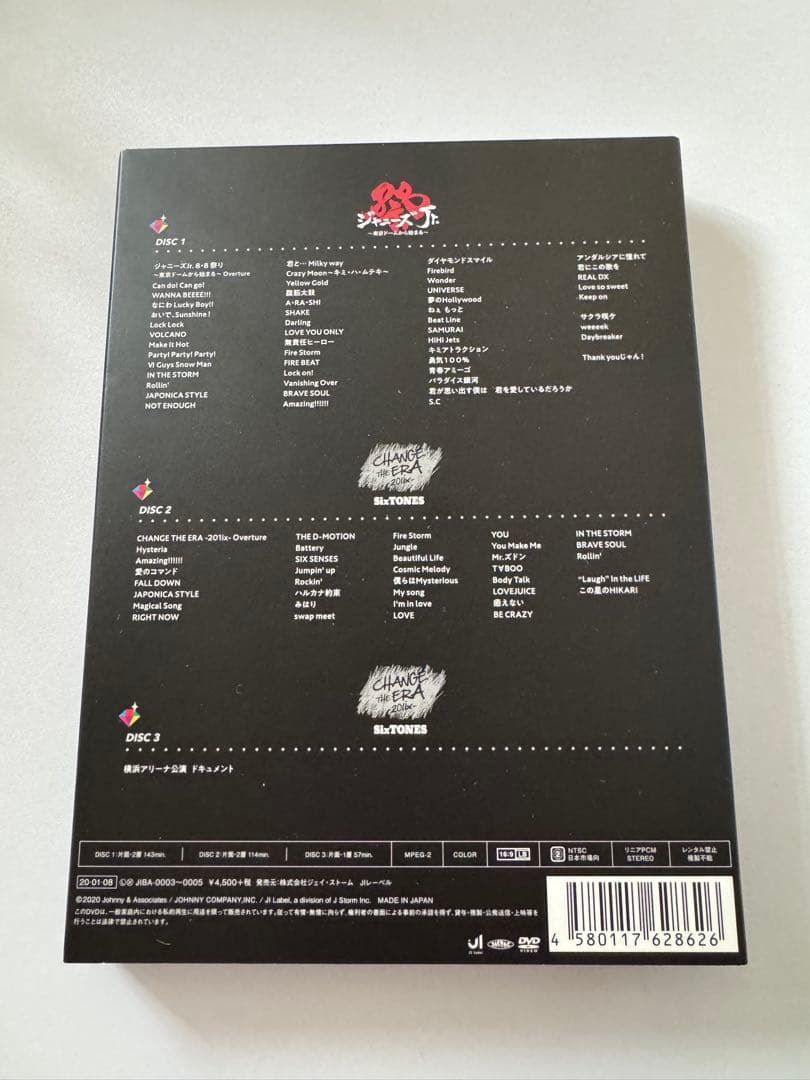 祭
ジャニーズJr.
〜東京ドームから始まる〜
DISC 1
ジャニーズJr. 8・8 祭り
〜東京ドームから始まる〜 Overture
Can do! Can go!
WANNA BEEEE!!!
なにわ Lucky Boy!!
おいで、Sunshine!
Lock Lock
VOLCANO
Make It Hot
Party! Party! Party!
V! Guys Snow Man
IN THE STORM
Rollin'
JAPONICA STYLE
NOT ENOUGH
君と… Milky way
Crazy Moon〜キミ・ハ・ムテキ〜
Yellow Gold
腹筋太鼓
A・RA・SHI
SHAKE
Darling
LOVE YOU ONLY
無責任ヒーロー
Fire Storm
FIRE BEAT
Lock on!
Vanishing Over
BRAVE SOUL
Amazing!!!!!!
ダイヤモンドスマイル
Firebird
Wonder
UNIVERSE
夢のHollywood
ねぇ もっと
Beat Line
SAMURAI
HIHI Jets
キミアトラクション
勇気100%
青春アミーゴ
パラダイス銀河
君が思い出す僕は 君を愛しているだろうか
S.C
アンダルシアに憧れて
君にこの歌を
REAL DX
Love so sweet
Keep on
サクラ咲ケ
weeeek
Daybreaker
Thank youじゃん!
CHANGE
THE ERA
-201ix-
SixTONES
DISC 2
CHANGE THE ERA -201ix- Overture
Hysteria
Amazing!!!!!!
愛のコマンド
FALL DOWN
JAPONICA STYLE
Magical Song
RIGHT NOW
THE D-MOTION
Battery
SIX SENSES
Jumpin' up
Rockin'
ハルカナ約束
みはり
swap meet
Fire Storm
Jungle
Beautiful Life
Cosmic Melody
僕らはMysterious
My song
I'm in love
LOVE
YOU
You Make Me
Mr.ズドン
T∀BOO
Body Talk
LOVEJUICE
癒えない
BE CRAZY
IN THE STORM
BRAVE SOUL
Rollin'
"Laugh" In the LIFE
この星のHIKARI
CHANGE
THE ERA
-201ix-
SixTONES
DISC 3
横浜アリーナ公演 ドキュメント
DISC 1:片面・2層 143min. DISC 2:片面・2層 114min. DISC 3:片面・1層 57min. MPEG-2 COLOR 16:9 LB 2 NTSC 日本市場向 リニアPCM STEREO レンタル禁止 複製不能
20・01・08 Ⓛ Ⓧ JIBA-0003〜0005 ¥4,500+税 発売元:株式会社ジェイ・ストーム JIレーベル
©2020 Johnny & Associates / JOHNNY COMPANY,INC. / JI Label, a division of J Storm Inc. MADE IN JAPAN
このDVDは、一般家庭内における私的再生に用途を限って販売されています。従って有償・無償に拘らず、権利者の書面による事前の承諾を得ず、貸与・複製・公衆送信・上映等を
行うことは法律で禁止されています。
JI Label
DVD
VIDEO
4 580117 628626